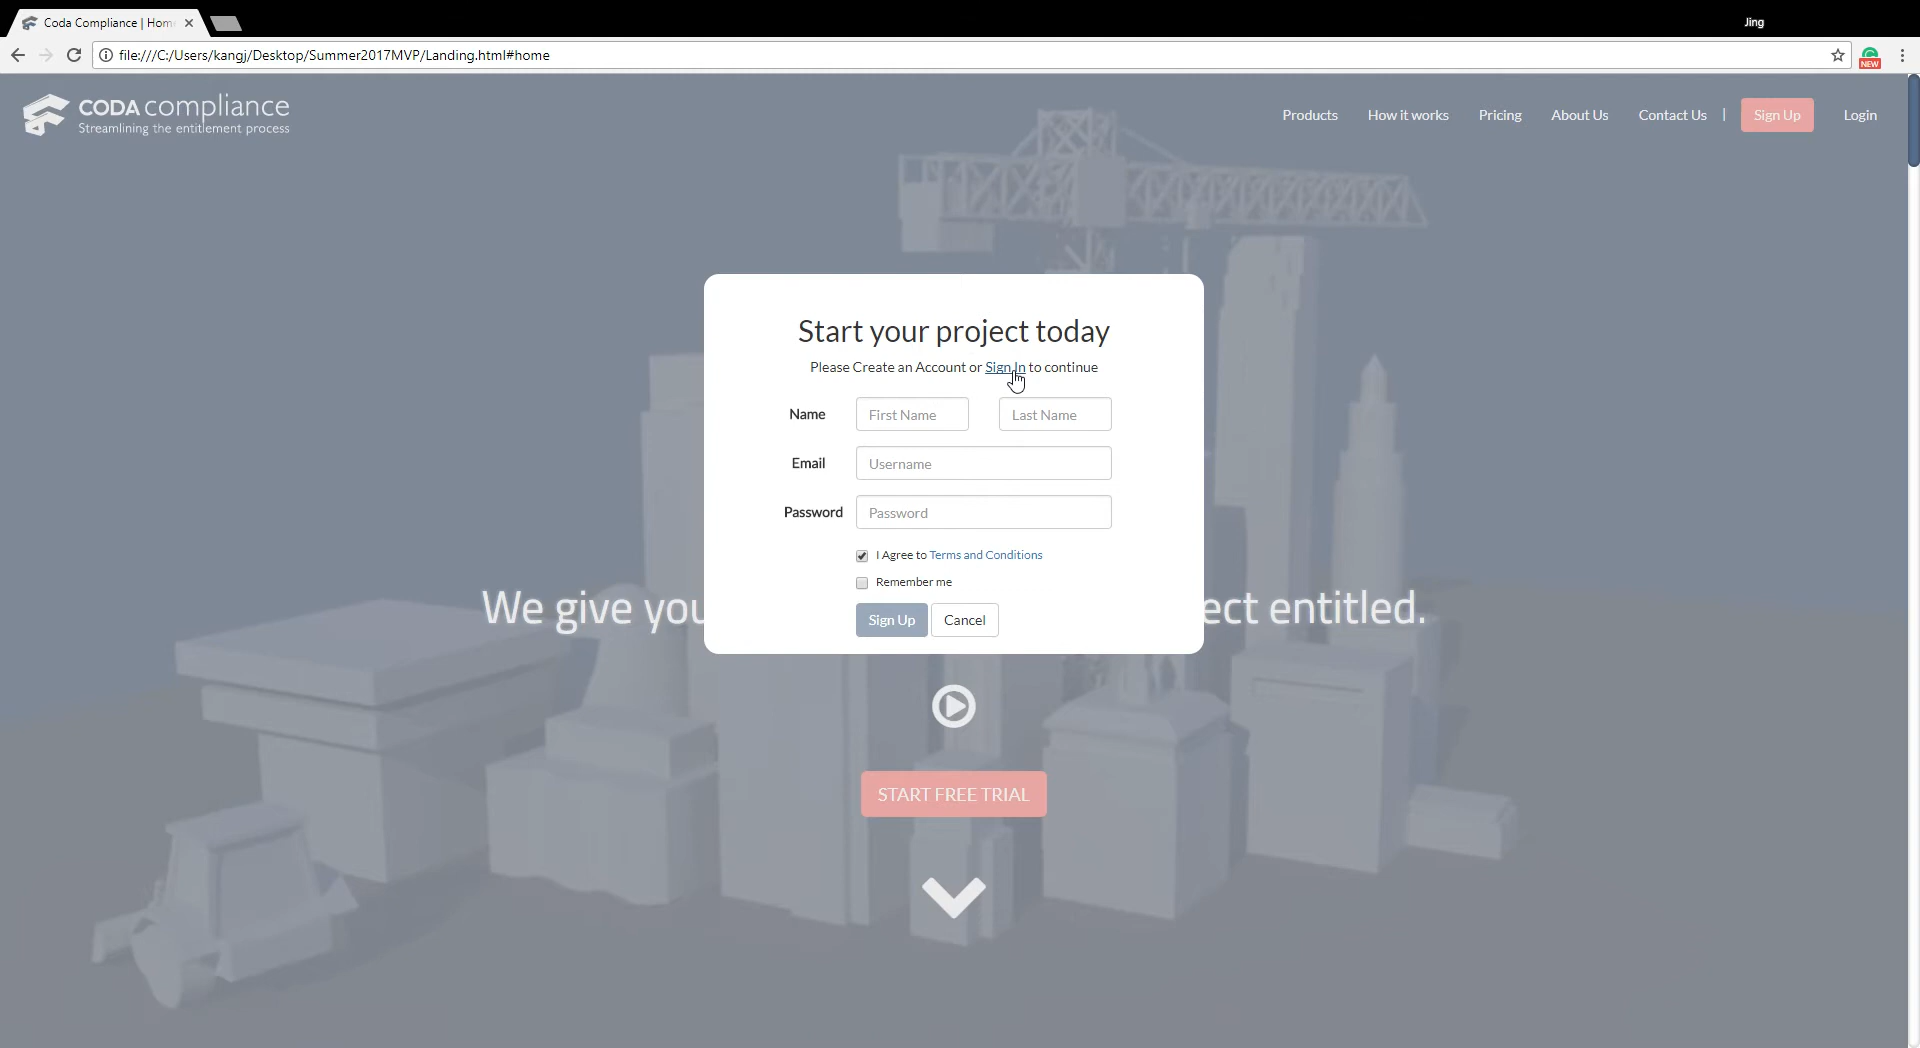 Coda Compliance | Hom
Jing
file:///C:/Users/kangj/Desktop/Summer2017MVP/Landing.html#home
NEW
CODA compliance
Streamlining the entitlement process
Products How it works Pricing About Us Contact Us | Sign Up Login
Start your project today
Please Create an Account or Sign In to continue
Name First Name Last Name
Email Username
Password Password
I Agree to Terms and Conditions
Remember me
We give you ect entitled.
Sign Up Cancel
START FREE TRIAL